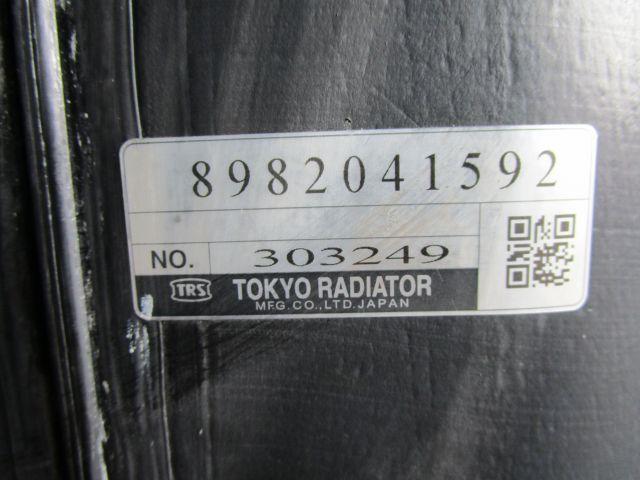 8982041592
NO. 303249
TRS TOKYO RADIATOR
MFG.CO.,LTD.JAPAN